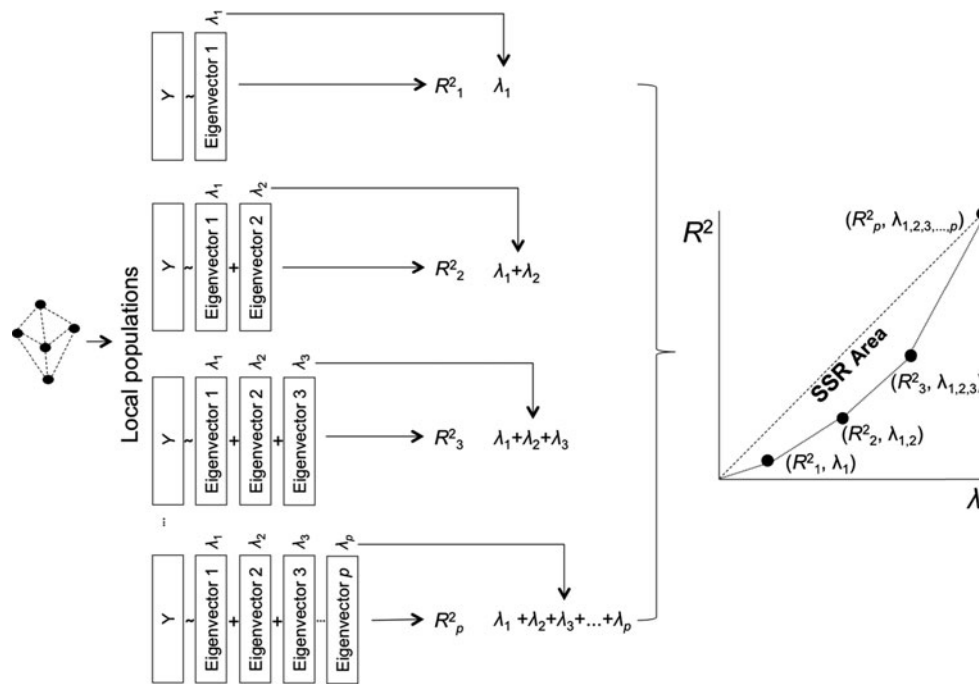 λ₁
Y
~
Eigenvector 1
R²₁
λ₁
λ₁
λ₂
Y
~
Eigenvector 1
+
Eigenvector 2
R²₂
λ₁+λ₂
Local populations
λ₁
λ₂
λ₃
Y
~
Eigenvector 1
+
Eigenvector 2
+
Eigenvector 3
R²₃
λ₁+λ₂+λ₃
...
λ₁
λ₂
λ₃
λₚ
Y
~
Eigenvector 1
+
Eigenvector 2
+
Eigenvector 3
...
Eigenvector p
R²ₚ
λ₁ +λ₂+λ₃+...+λₚ
R²
(R²ₚ, λ₁,₂,₃,...,ₚ)
SSR Area
(R²₃, λ₁,₂,₃,
(R²₂, λ₁,₂)
(R²₁, λ₁)
λ